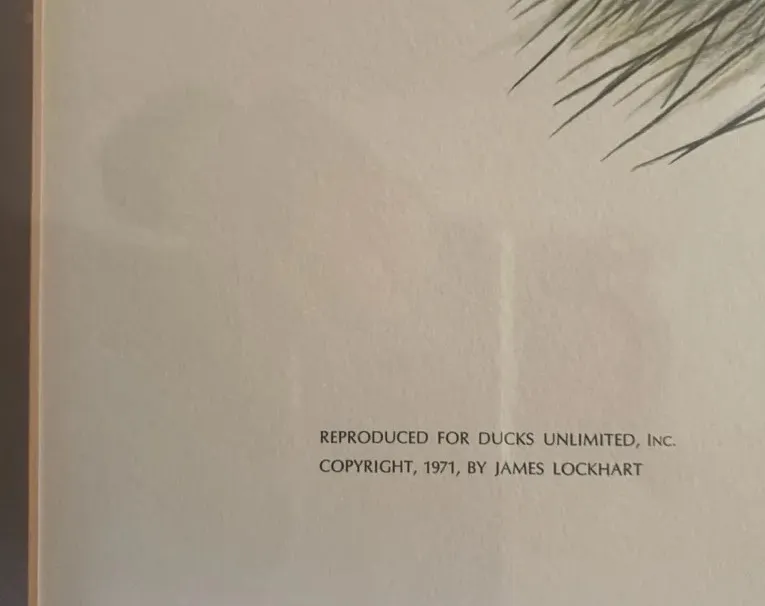 REPRODUCED FOR DUCKS UNLIMITED, INC.
COPYRIGHT, 1971, BY JAMES LOCKHART